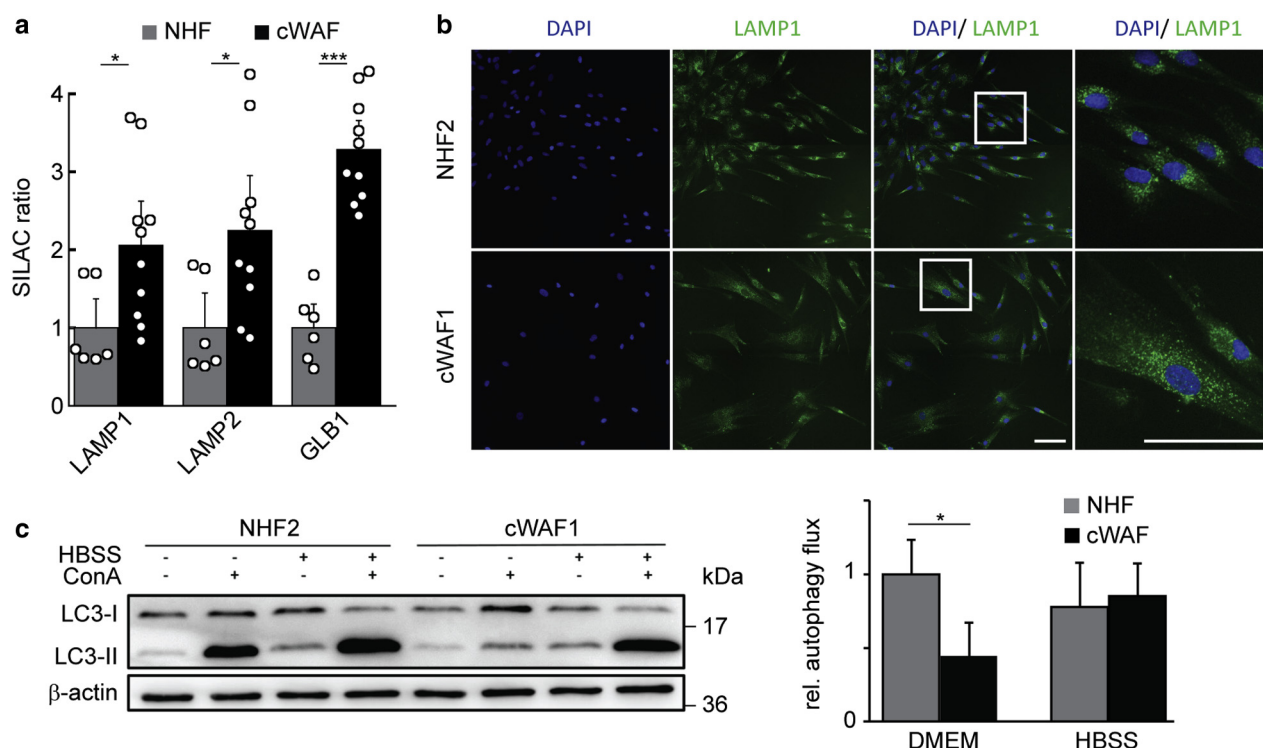 a
NHF cWAF
* * ***
SILAC ratio
4
3
2
1
0
LAMP1 LAMP2 GLB1
b
DAPI LAMP1 DAPI/ LAMP1 DAPI/ LAMP1
NHF2
cWAF1
c
NHF2 cWAF1
HBSS - - + + - - + +
ConA - + - + - + - + kDa
LC3-I
17
LC3-II
β-actin
36
NHF
cWAF
*
rel. autophagy flux
1
0
DMEM HBSS